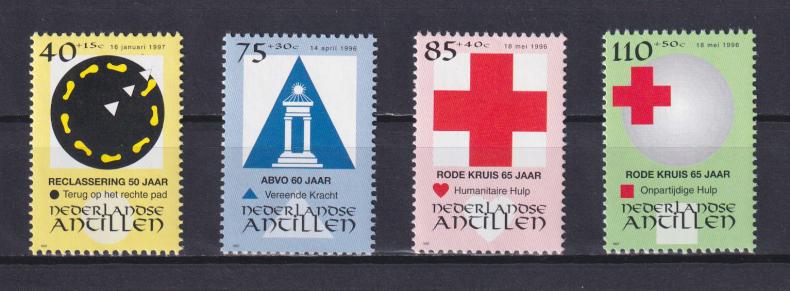 40 +15c 16 januari 1997
RECLASSERING 50 JAAR
Terug op het rechte pad
NEDERLANDSE
ANTILLEN
75 +30c 14 april 1996
ABVO 60 JAAR
Vereende Kracht
NEDERLANDSE
ANTILLEN
85 +40c 18 mei 1996
RODE KRUIS 65 JAAR
Humanitaire Hulp
NEDERLANDSE
ANTILLEN
110 +50c 18 mei 1996
RODE KRUIS 65 JAAR
Onpartijdige Hulp
NEDERLANDSE
ANTILLEN